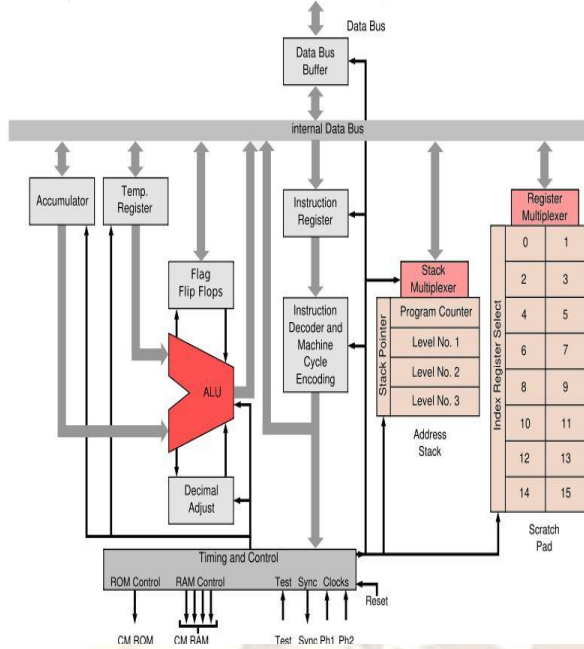 Data Bus
Data Bus
Buffer
internal Data Bus
Accumulator
Temp.
Register
Instruction
Register
Register
Multiplexer
Flag
Flip Flops
Stack
Multiplexer
0 1
2 3
4 5
6 7
8 9
10 11
12 13
14 15
Index Register Select
Scratch
Pad
Instruction
Decoder and
Machine
Cycle
Encoding
Stack Pointer
Program Counter
Level No. 1
Level No. 2
Level No. 3
Address
Stack
ALU
Decimal
Adjust
Timing and Control
ROM Control RAM Control Test Sync Clocks
Reset
CM ROM CM RAM Test Sync Ph1 Ph2